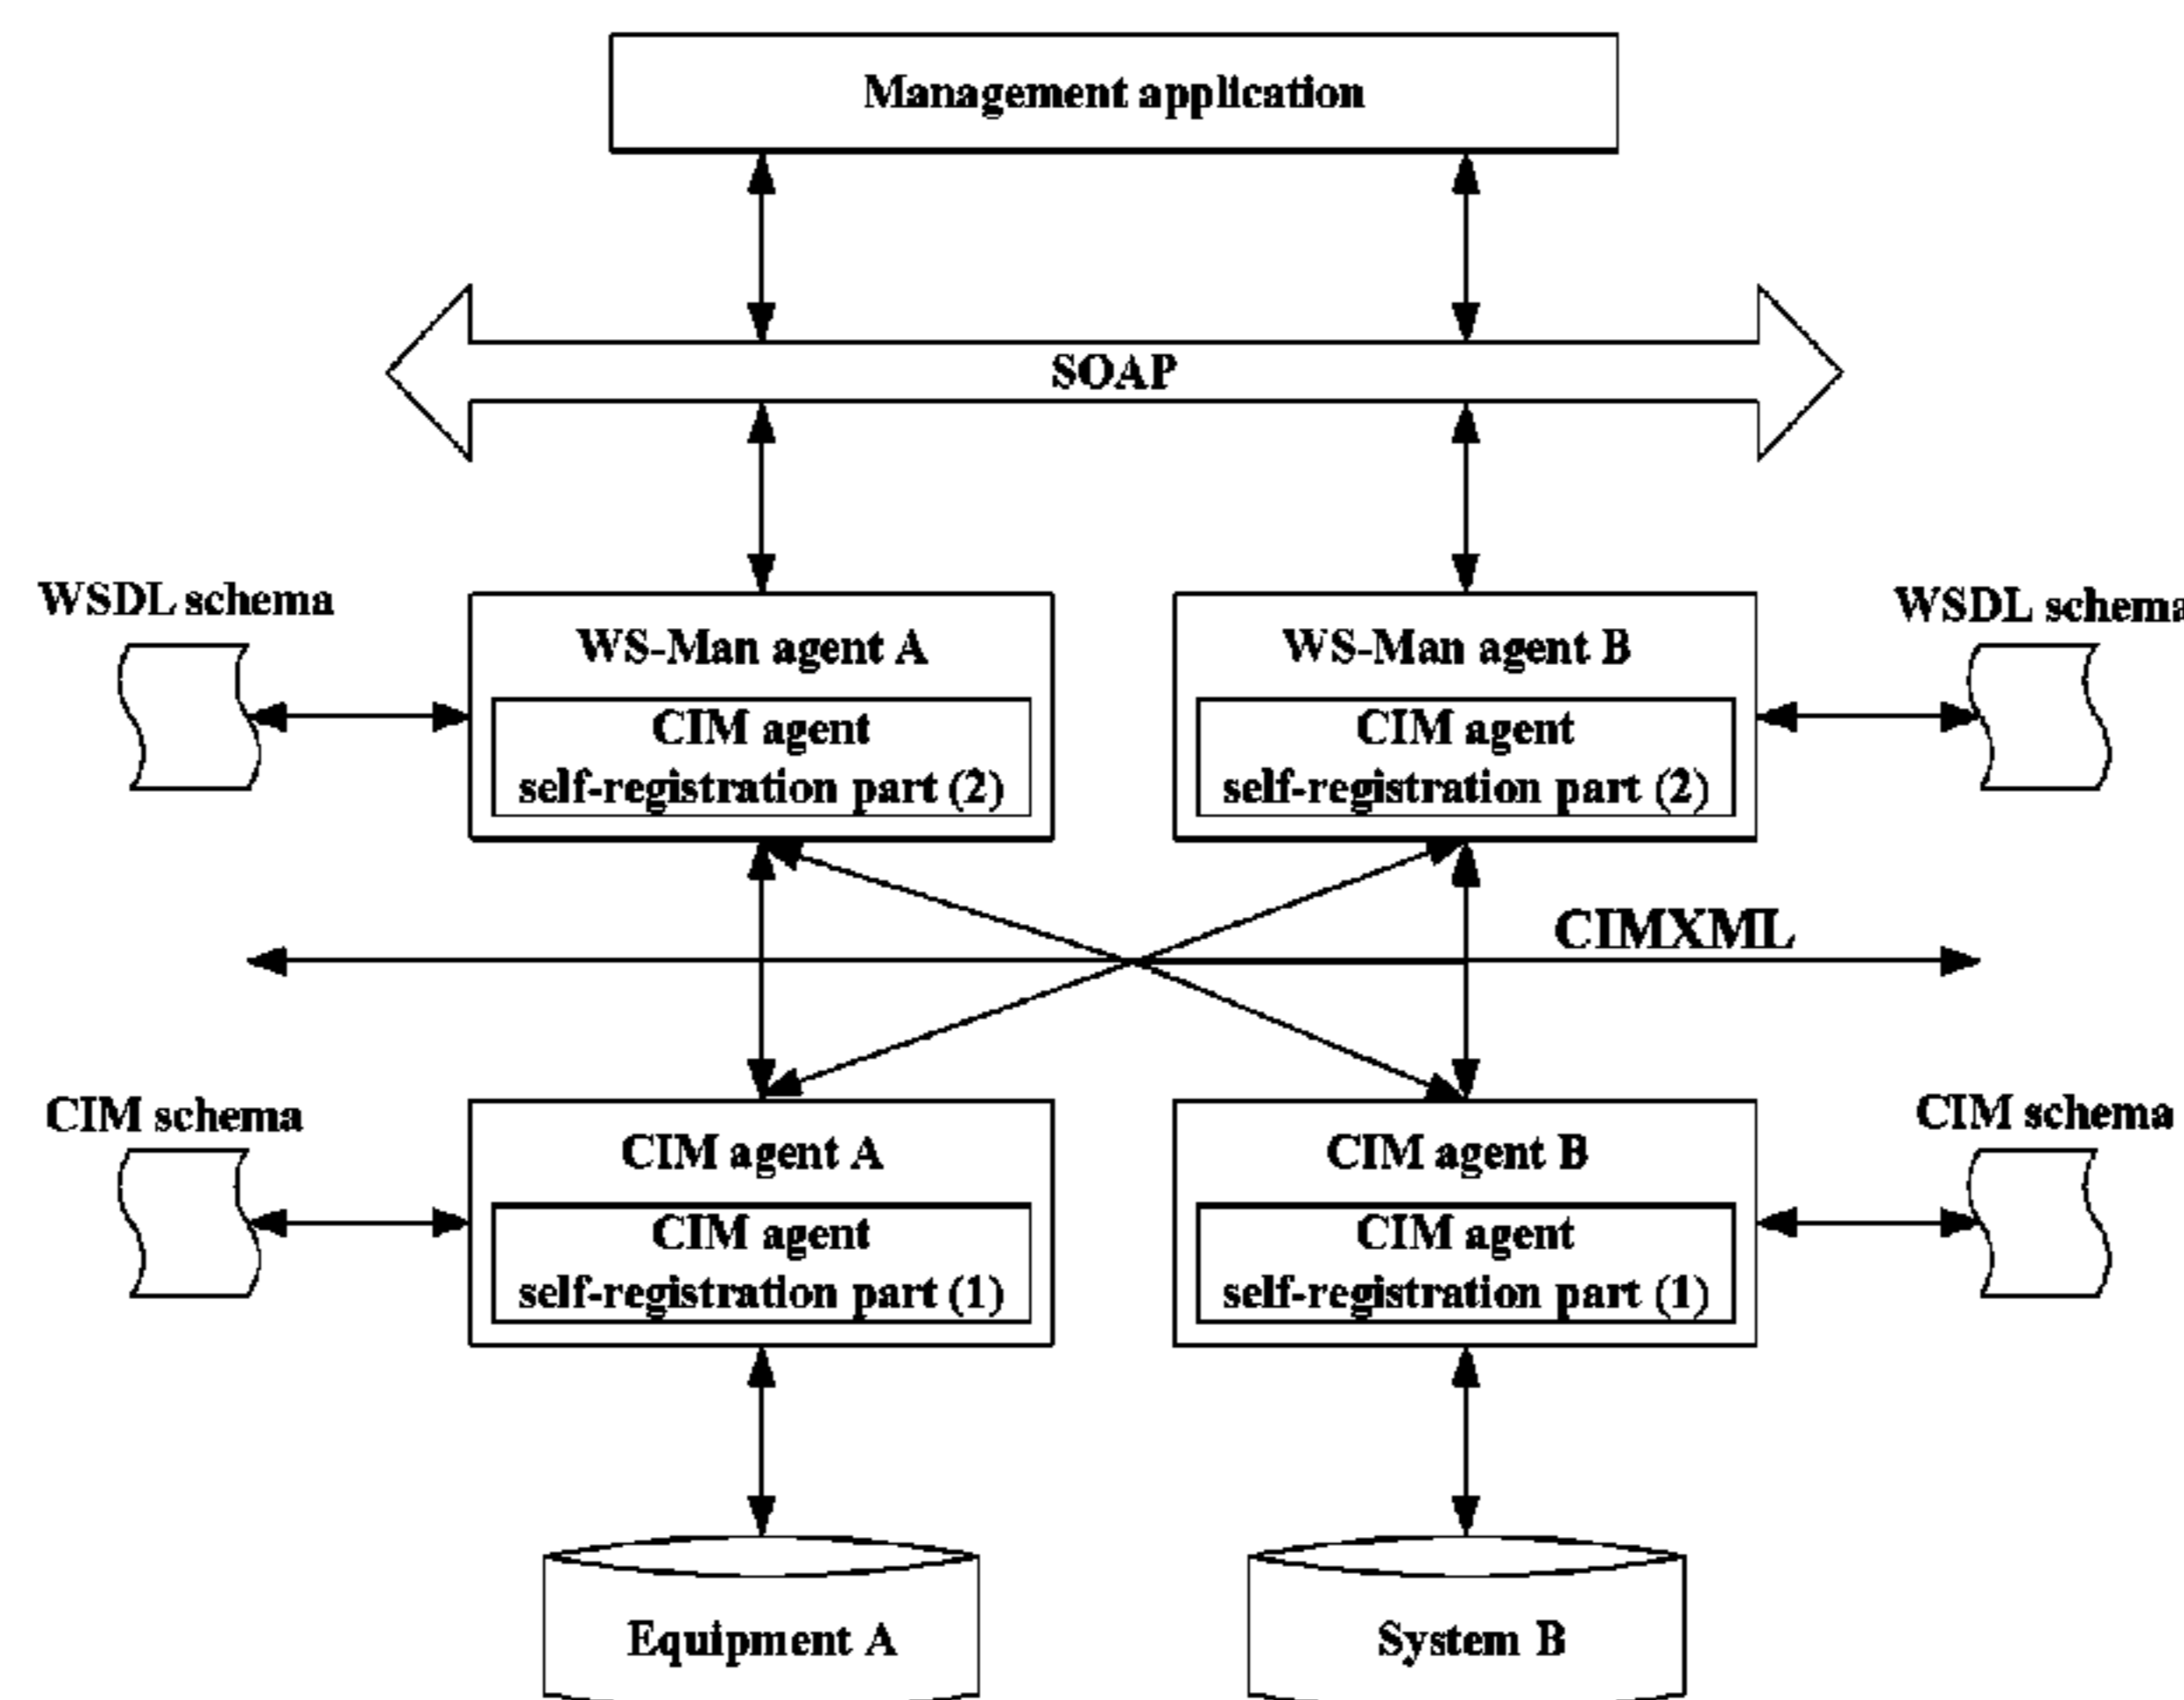 Management application
SOAP
WSDL schema
WSDL schema
WS-Man agent A
WS-Man agent B
CIM agent
self-registration part (2)
CIM agent
self-registration part (2)
CIMXML
CIM schema
CIM schema
CIM agent A
CIM agent B
CIM agent
self-registration part (1)
CIM agent
self-registration part (1)
Equipment A
System B